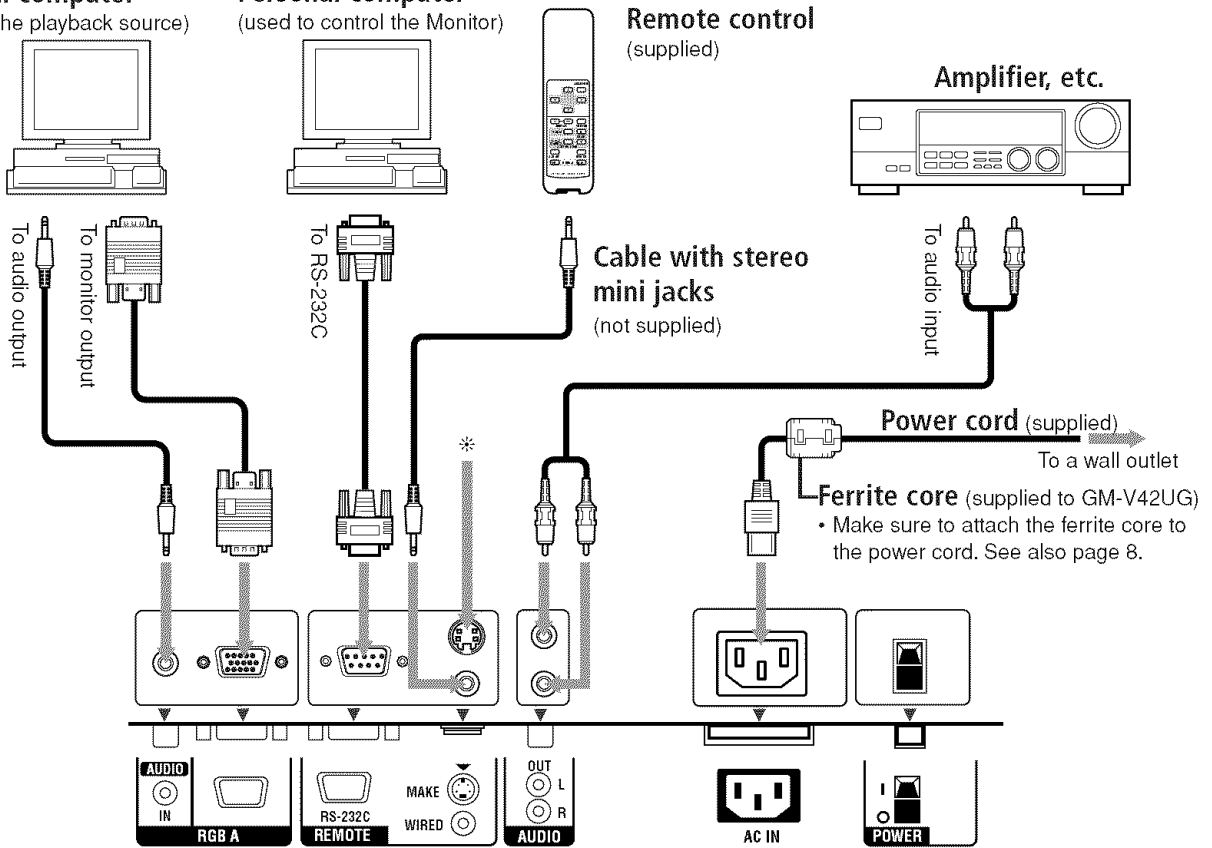 computer
Personal computer
(used to control the Monitor)
he playback source)
Remote control
(supplied)
Amplifier, etc.
To audio output
To monitor output
To RS-232C
Cable with stereo
mini jacks
(not supplied)
To audio input
Power cord (supplied)
To a wall outlet
Ferrite core (supplied to GM-V42UG)
• Make sure to attach the ferrite core to
the power cord. See also page 8.
AUDIO
IN
RGB A
RS-232C
REMOTE
MAKE
WIRED
OUT
L
R
AUDIO
AC IN
POWER